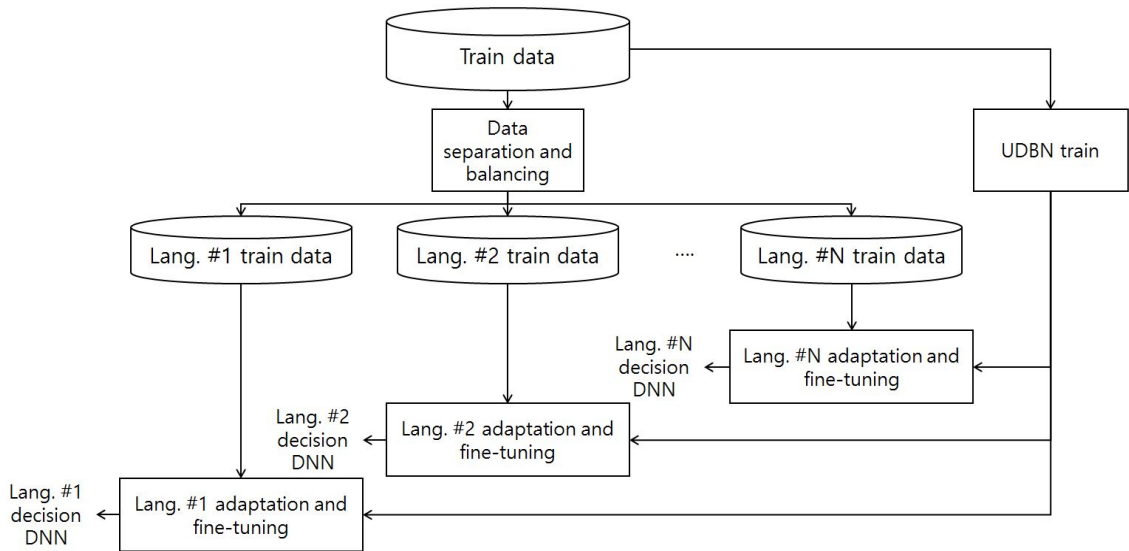 Train data
Data
separation and
balancing
UDBN train
Lang. #1 train data
Lang. #2 train data
....
Lang. #N train data
Lang. #N
decision
DNN
Lang. #N adaptation and
fine-tuning
Lang. #2
decision
DNN
Lang. #2 adaptation and
fine-tuning
Lang. #1
decision
DNN
Lang. #1 adaptation and
fine-tuning